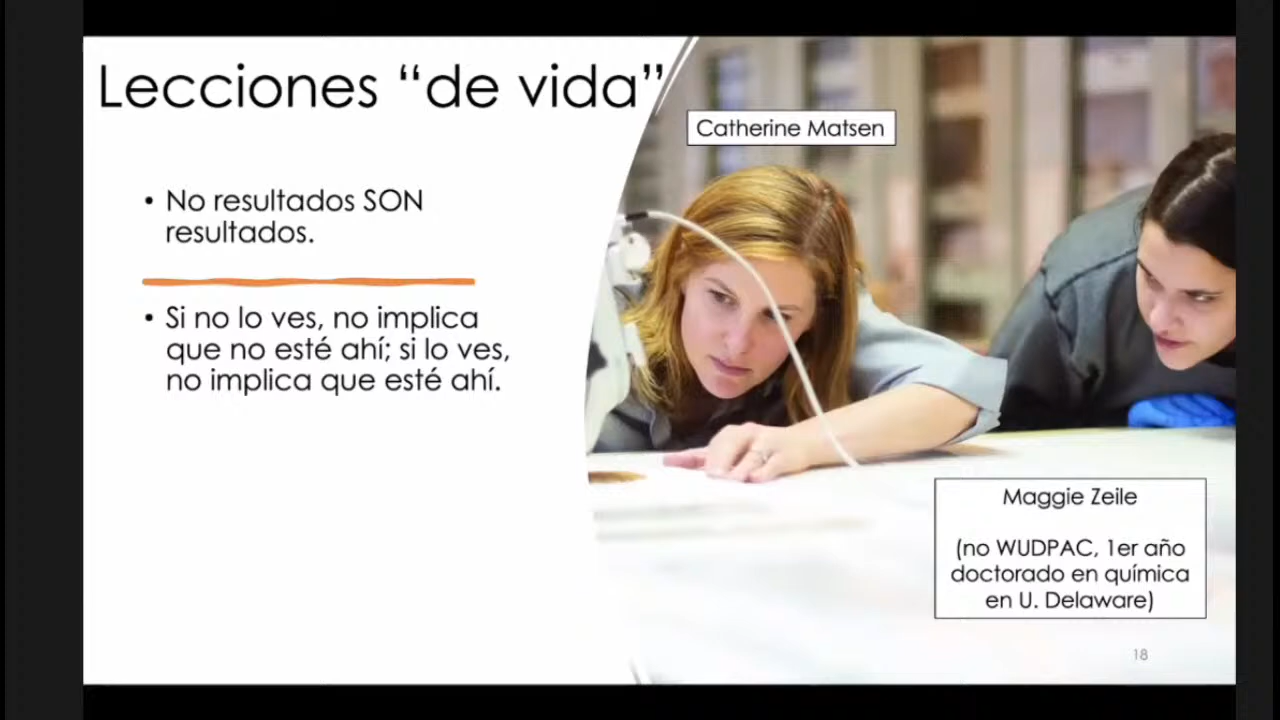 Lecciones “de vida”
Catherine Matsen
• No resultados SON
resultados.
• Si no lo ves, no implica
que no esté ahí; si lo ves,
no implica que esté ahí.
Maggie Zeile
(no WUDPAC, 1er año
doctorado en química
en U. Delaware)
18